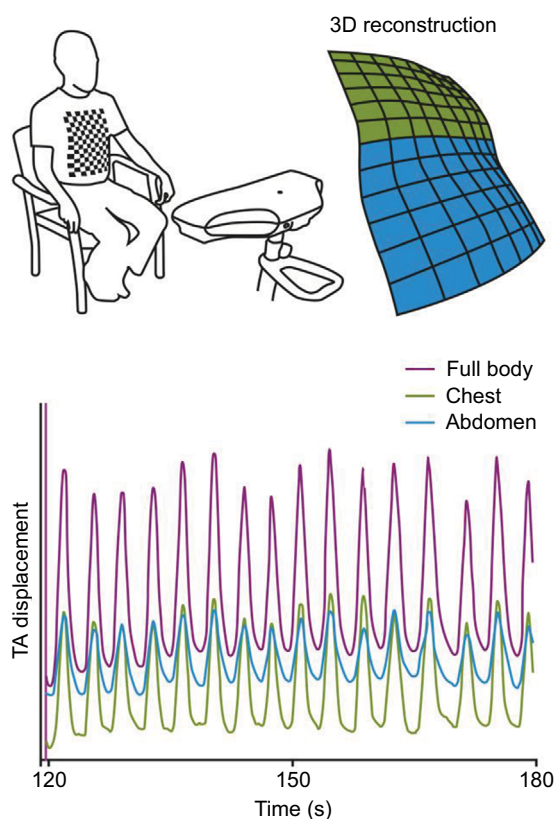 3D reconstruction
Full body
Chest
Abdomen
TA displacement
120
150
180
Time (s)